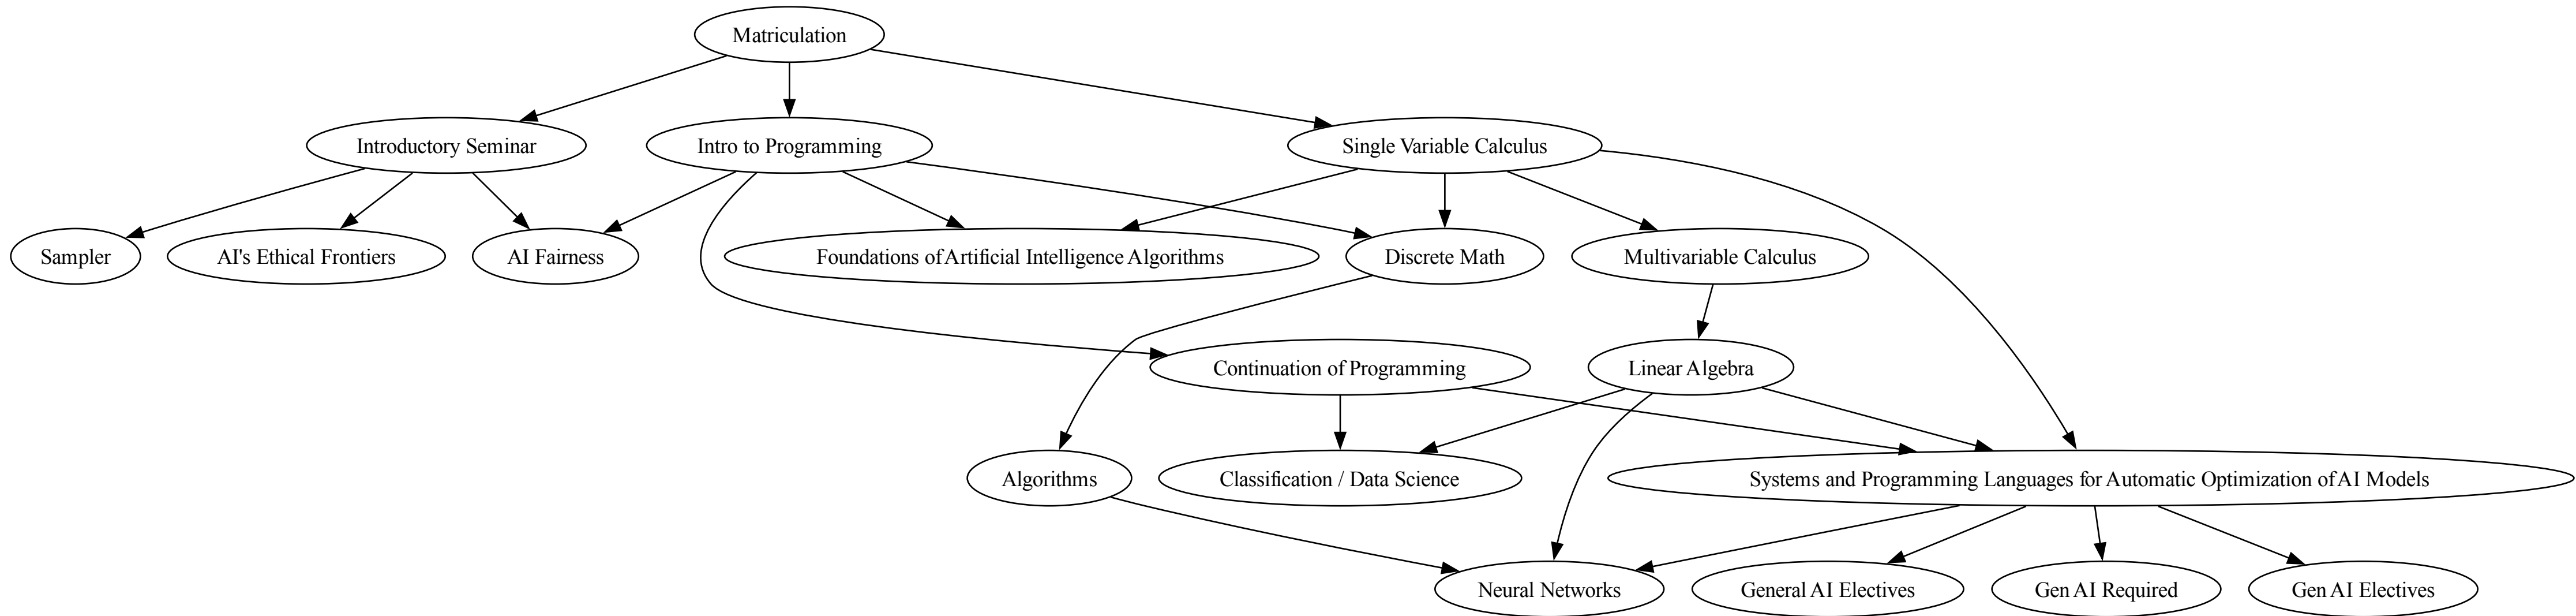 Matriculation
Introductory Seminar
Intro to Programming
Single Variable Calculus
Sampler
AI's Ethical Frontiers
AI Fairness
Foundations of Artificial Intelligence Algorithms
Discrete Math
Multivariable Calculus
Continuation of Programming
Linear Algebra
Algorithms
Classification / Data Science
Systems and Programming Languages for Automatic Optimization of AI Models
Neural Networks
General AI Electives
Gen AI Required
Gen AI Electives